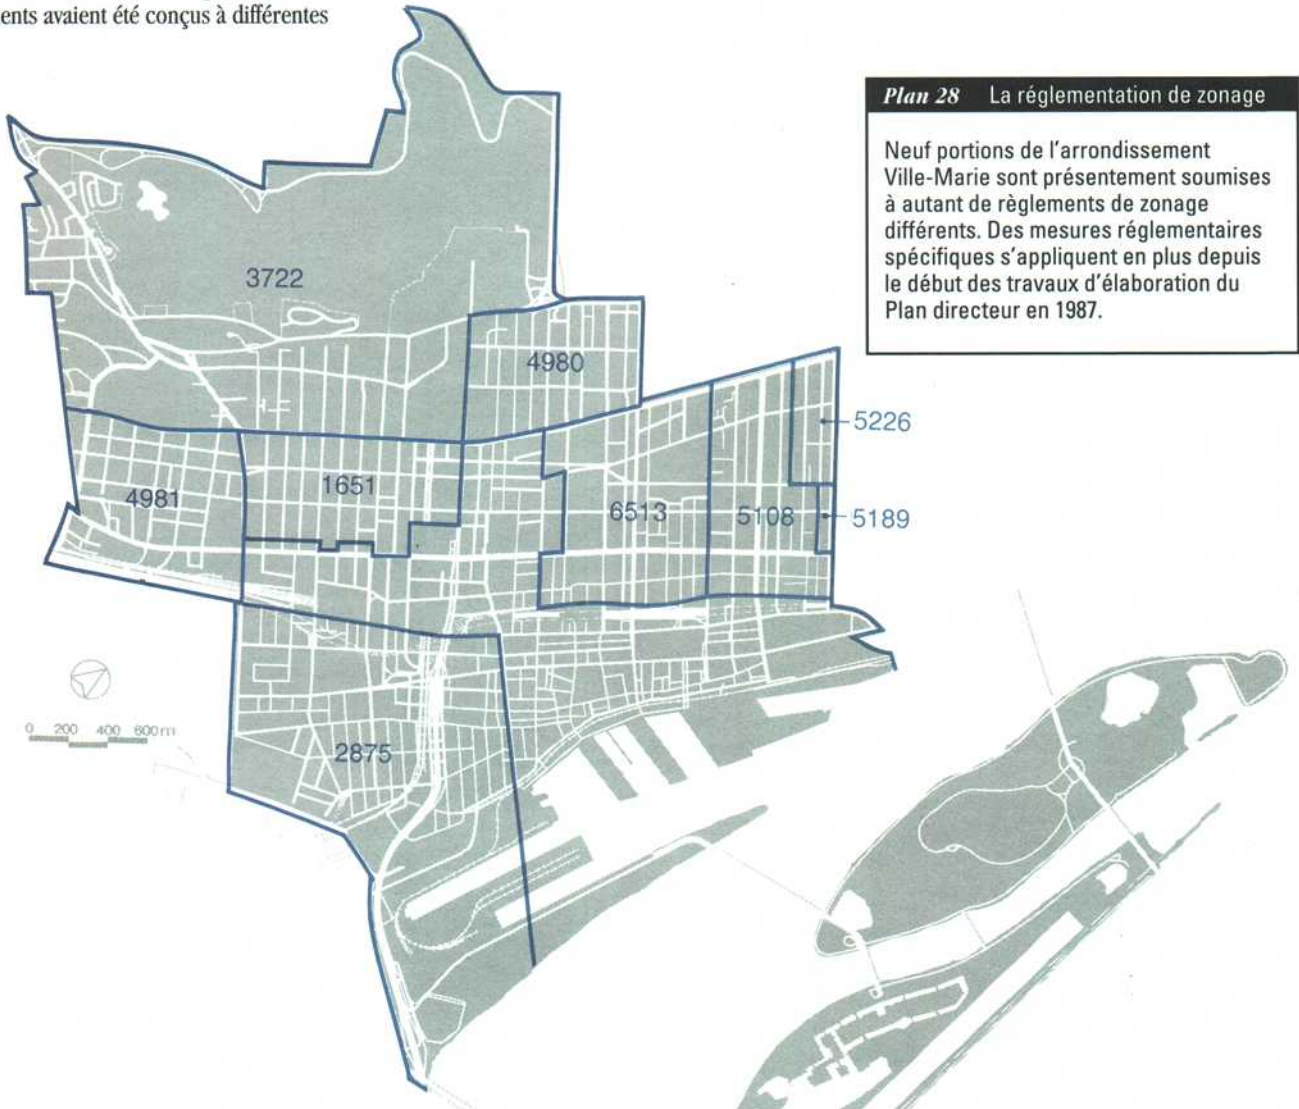 ents avaient été conçus à différentes
Plan 28 La réglementation de zonage
Neuf portions de l'arrondissement
Ville-Marie sont présentement soumises
à autant de règlements de zonage
différents. Des mesures réglementaires
spécifiques s'appliquent en plus depuis
le début des travaux d'élaboration du
Plan directeur en 1987.
3722
4980
5226
4981
1651
6513
5108
5189
2875
0 200 400 600m